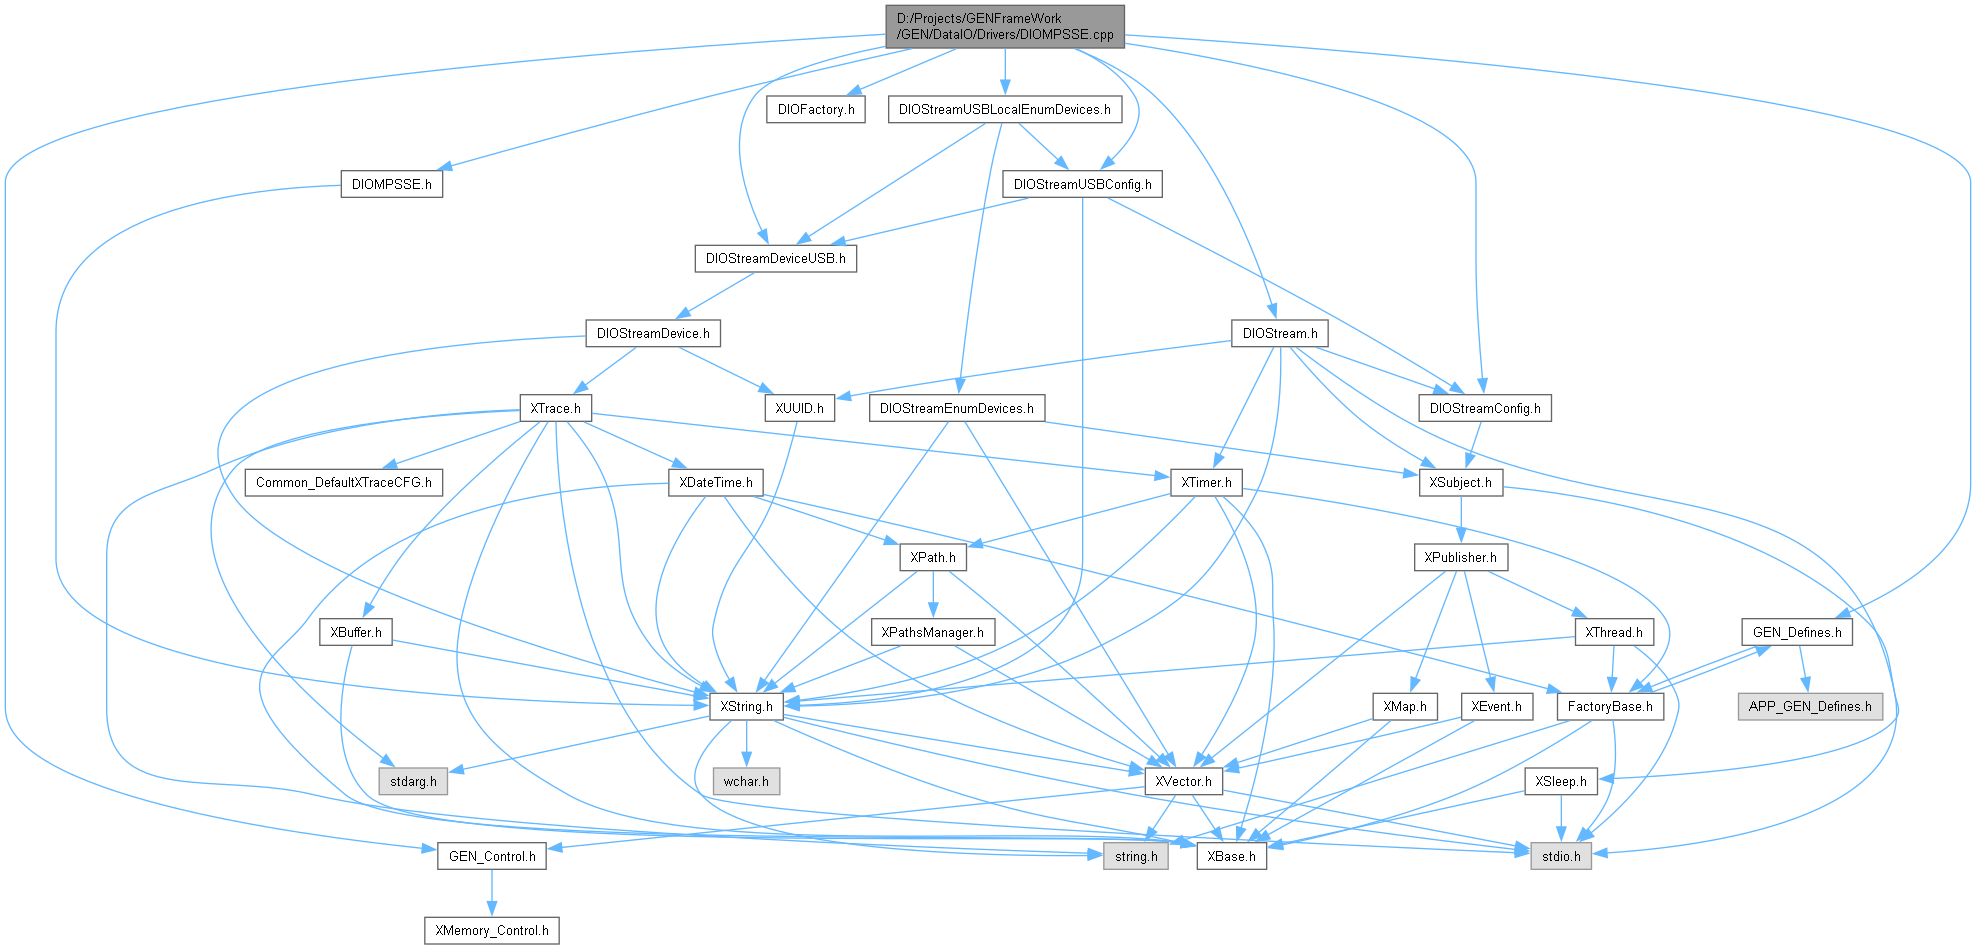 D:/Projects/GENFrameWork
/GEN/DataIO/Drivers/DIOMPSSE.cpp
DIOFactory.h
DIOStreamUSBLocalEnumDevices.h
DIOMPSSE.h
DIOStreamUSBConfig.h
DIOStreamDeviceUSB.h
DIOStreamDevice.h
DIOStream.h
XTrace.h
XUUID.h
DIOStreamEnumDevices.h
DIOStreamConfig.h
Common_DefaultXTraceCFG.h
XDateTime.h
XTimer.h
XSubject.h
XPath.h
XPublisher.h
XBuffer.h
XPathsManager.h
XThread.h
GEN_Defines.h
XString.h
XMap.h
XEvent.h
FactoryBase.h
APP_GEN_Defines.h
stdarg.h
wchar.h
XVector.h
XSleep.h
GEN_Control.h
string.h
XBase.h
stdio.h
XMemory_Control.h